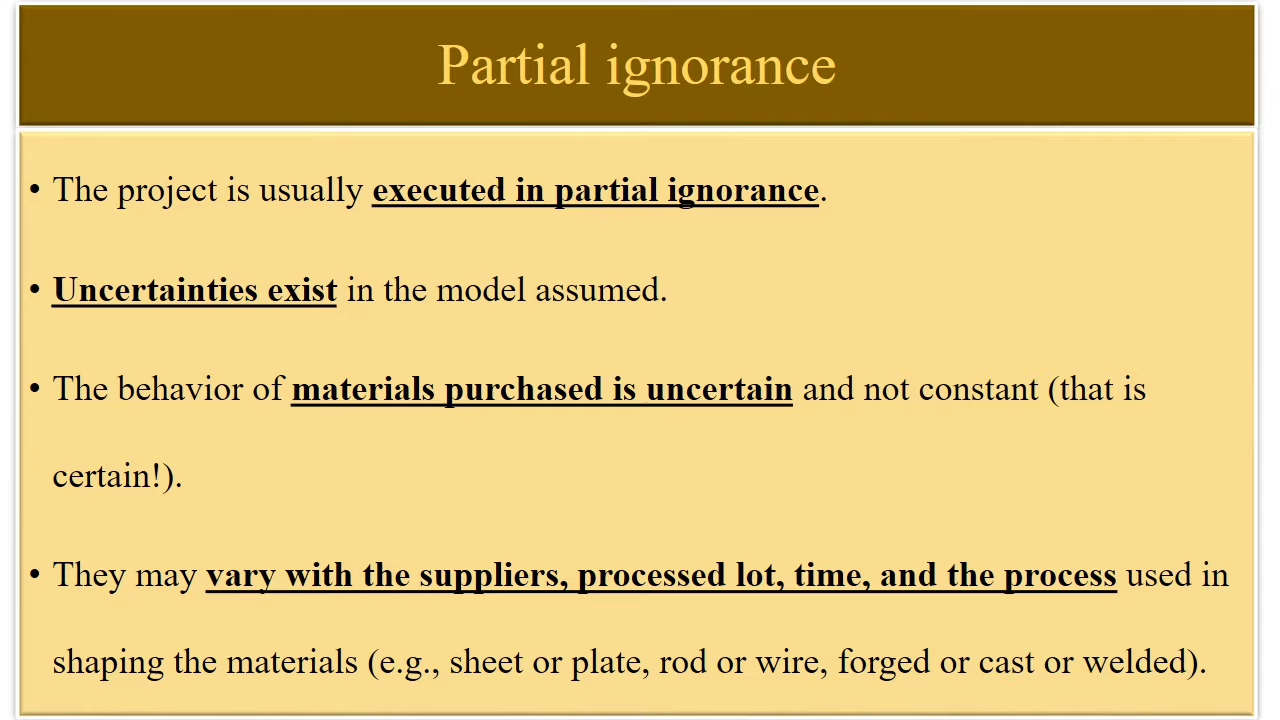 Partial ignorance
• The project is usually executed in partial ignorance.
• Uncertainties exist in the model assumed.
• The behavior of materials purchased is uncertain and not constant (that is
certain!).
• They may vary with the suppliers, processed lot, time, and the process used in
shaping the materials (e.g., sheet or plate, rod or wire, forged or cast or welded).